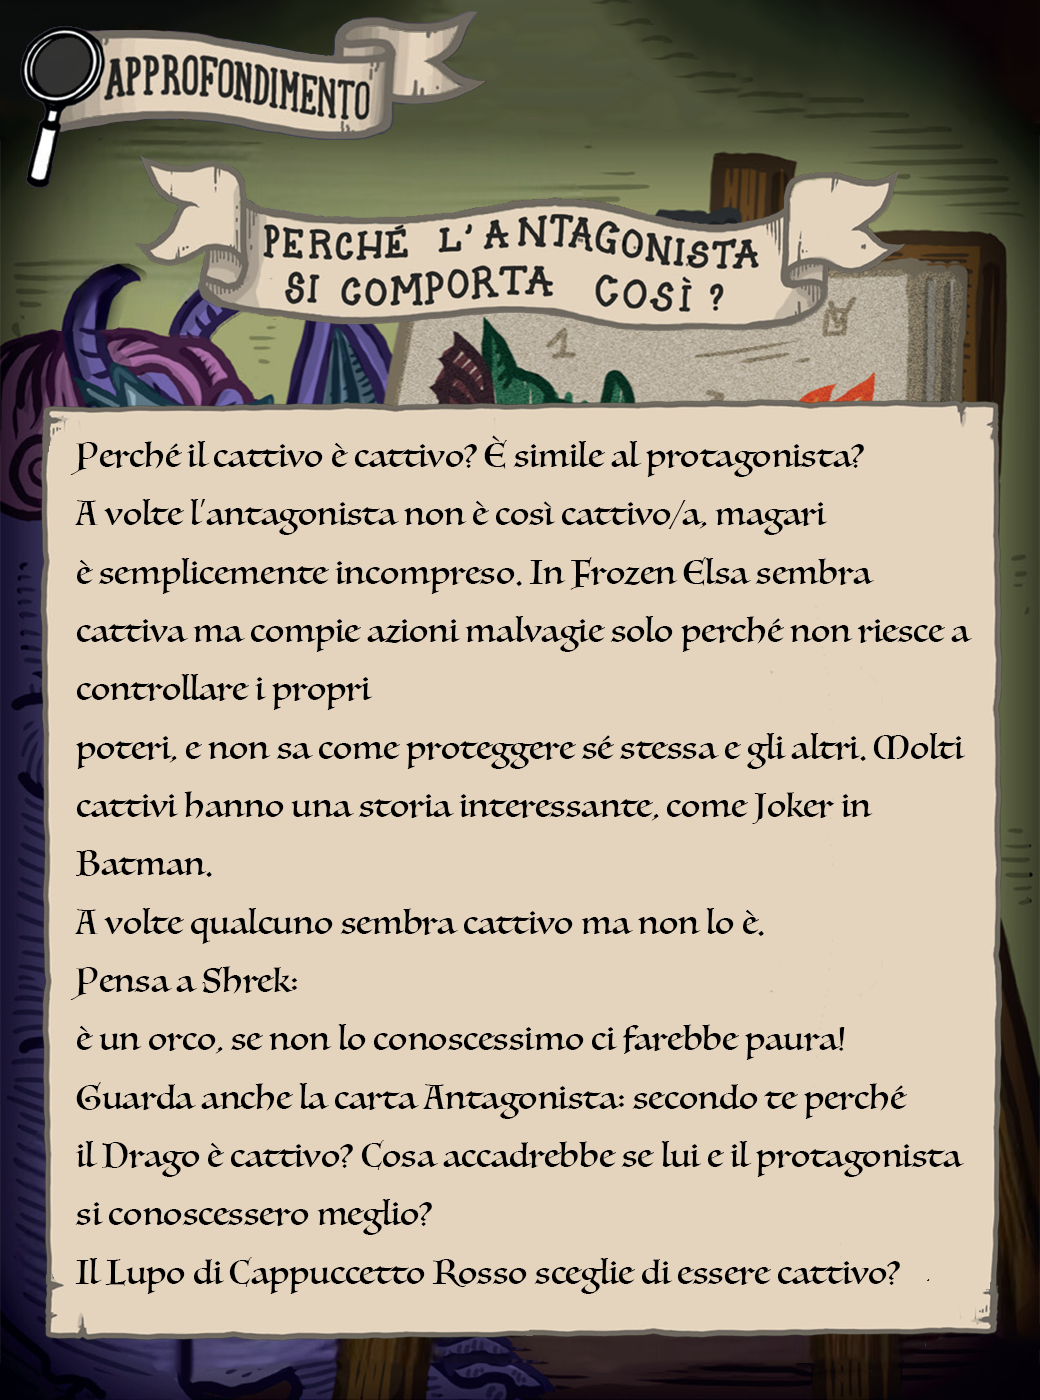 APPROFONDIMENTO
PERCHÉ L'ANTAGONISTA
SI COMPORTA COSÌ?
1
Perché il cattivo è cattivo? È simile al protagonista?
A volte l'antagonista non è così cattivo/a, magari
è semplicemente incompreso. In Frozen Elsa sembra
cattiva ma compie azioni malvagie solo perché non riesce a
controllare i propri
poteri, e non sa come proteggere sé stessa e gli altri. Molti
cattivi hanno una storia interessante, come Joker in
Batman.
A volte qualcuno sembra cattivo ma non lo è.
Pensa a Shrek:
è un orco, se non lo conoscessimo ci farebbe paura!
Guarda anche la carta Antagonista: secondo te perché
il Drago è cattivo? Cosa accadrebbe se lui e il protagonista
si conoscessero meglio?
Il Lupo di Cappuccetto Rosso sceglie di essere cattivo?